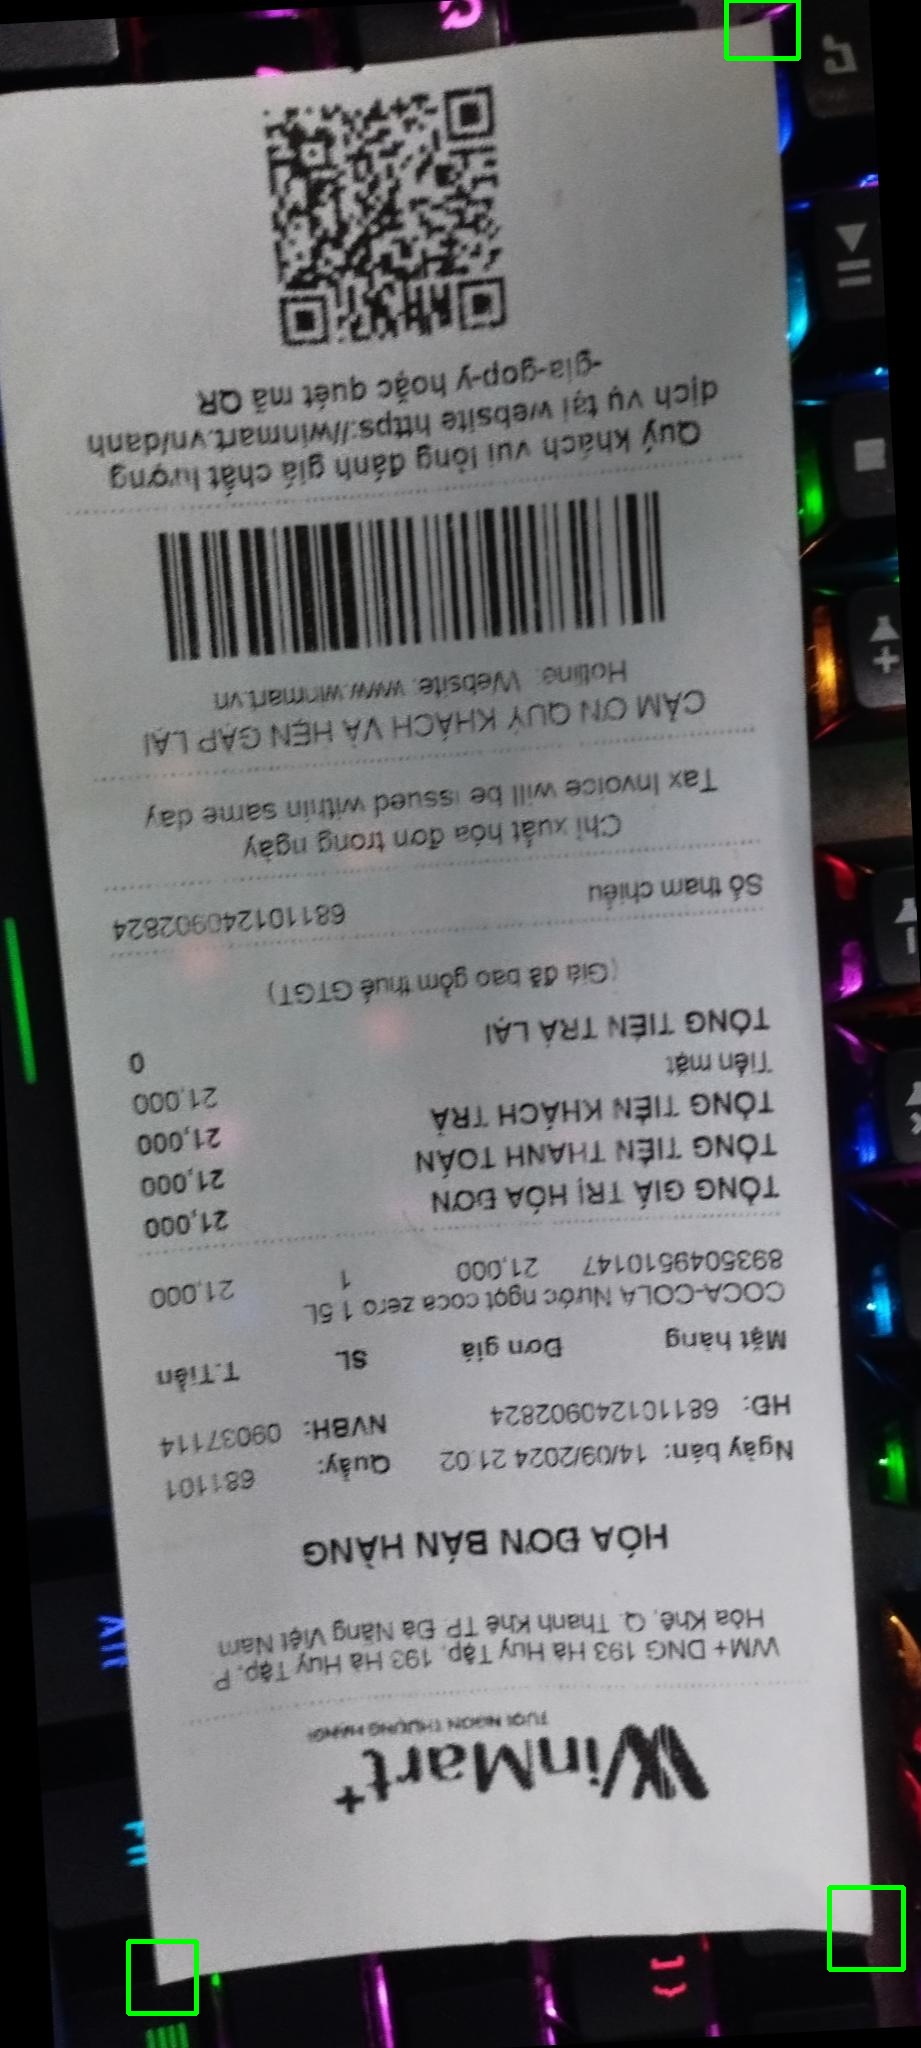 WinMart+
TƯƠI NGON THƯỢNG HẠNG!
WM+ DNG 193 Hà Huy Tập, 193 Hà Huy Tập, P.
Hòa Khê, Q. Thanh Khê TP. Đà Nẵng Việt Nam
HÓA ĐƠN BÁN HÀNG
Ngày bán: 14/09/2024 21:02 Quầy: 681101
HĐ: 681101240902824 NVBH: 09037114
Mặt hàng Đơn giá SL T.Tiền
COCA-COLA Nước ngọt coca zero 1.5L
8935049510147 21,000 1 21,000
TỔNG GIÁ TRỊ HÓA ĐƠN 21,000
TỔNG TIỀN THANH TOÁN 21,000
TỔNG TIỀN KHÁCH TRẢ 21,000
Tiền mặt 21,000
TỔNG TIỀN TRẢ LẠI 0
(Giá đã bao gồm thuế GTGT)
Số tham chiếu 681101240902824
Chỉ xuất hóa đơn trong ngày
Tax Invoice will be issued within same day
CẢM ƠN QUÝ KHÁCH VÀ HẸN GẶP LẠI
Hotline: Website: www.winmart.vn
Quý khách vui lòng đánh giá chất lượng
dịch vụ tại website https://winmart.vn/danh
-gia-gop-y hoặc quét mã QR